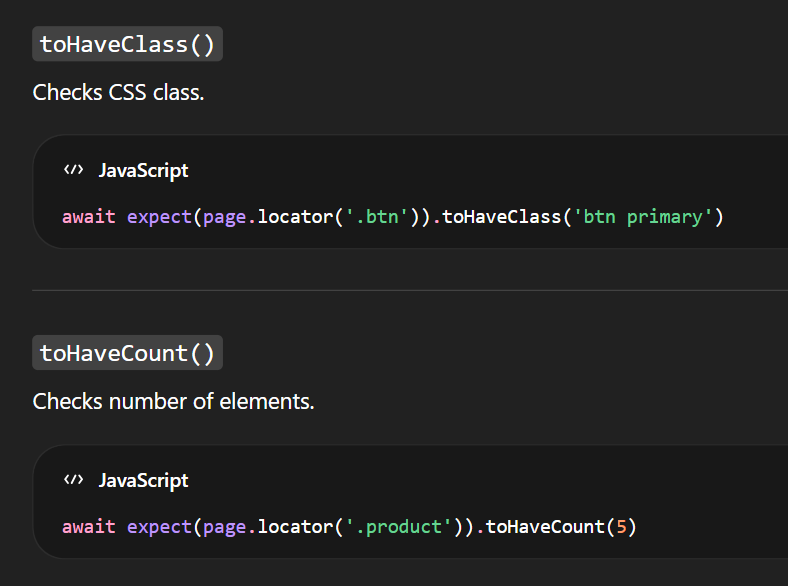 toHaveClass()
Checks CSS class.
JavaScript
await expect(page.locator('.btn')).toHaveClass('btn primary')
toHaveCount()
Checks number of elements.
JavaScript
await expect(page.locator('.product')).toHaveCount(5)